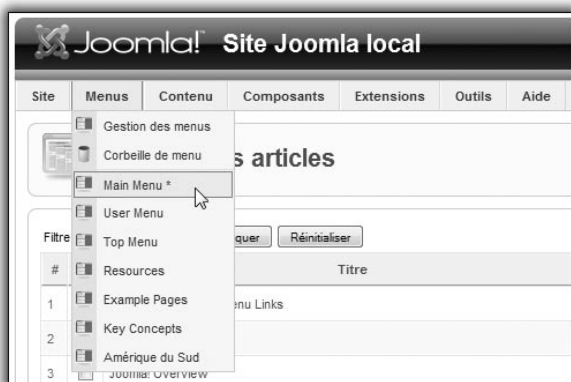 Joomla! Site Joomla local
Site Menus Contenu Composants Extensions Outils Aide
Gestion des menus
Corbeille de menu
s articles
Main Menu *
User Menu
Filtre quer Réinitialiser
Top Menu
# Resources Titre
Example Pages
1 enu Links
Key Concepts
2
Amérique du Sud
3 Joomla! Overview